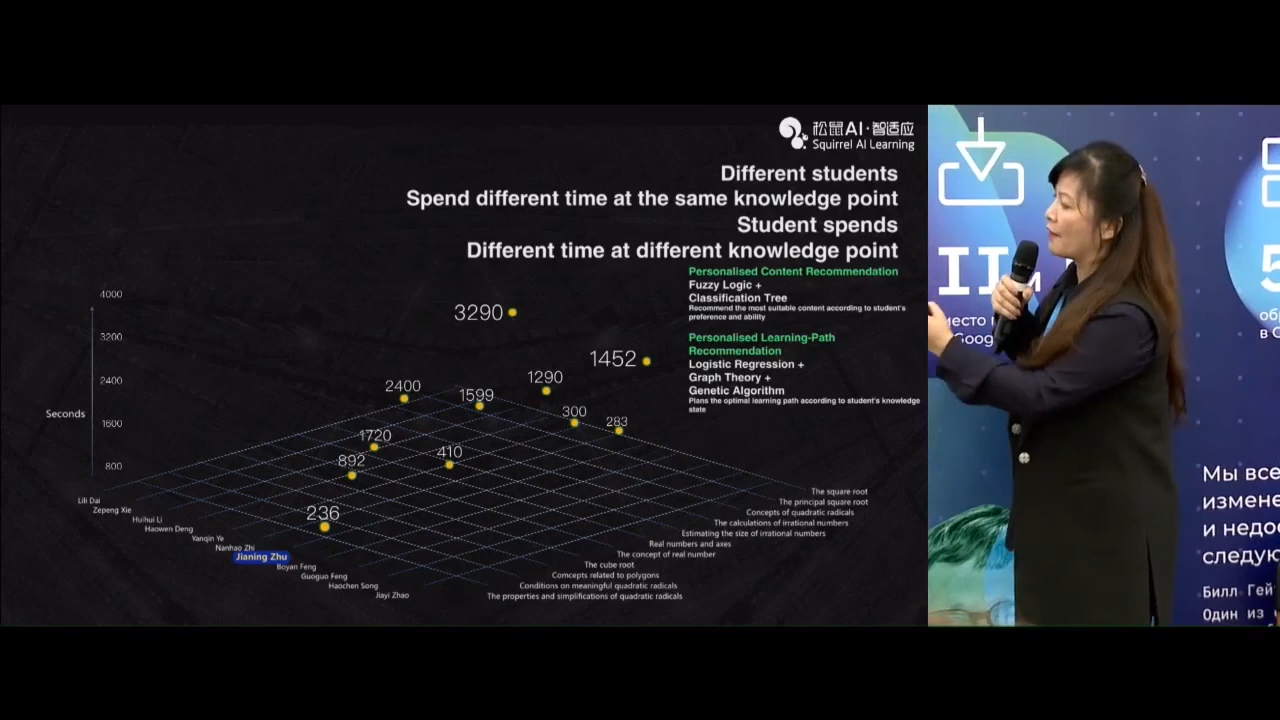 松鼠AI·智适应
Squirrel AI Learning
Different students
Spend different time at the same knowledge point
Student spends
Different time at different knowledge point
Personalised Content Recommendation
Fuzzy Logic +
Classification Tree
Recommend the most suitable content according to student's
preference and ability
Personalised Learning-Path
Recommendation
Logistic Regression +
Graph Theory +
Genetic Algorithm
Plans the optimal learning path according to student's knowledge
state
4000
3200
2400
1600
800
Seconds
3290
1452
1290
2400
1599
300
283
1720
410
892
236
Lili Dai
Zepeng Xie
Huihui Li
Haowen Deng
Yanqin Ye
Nanhao Zhi
Jianing Zhu
Boyan Feng
Guoguo Feng
Haochen Song
Jiayi Zhao
The square root
The principal square root
Concepts of quadratic radicals
The calculations of irrational numbers
Estimating the size of irrational numbers
Real numbers and axes
The concept of real number
The cube root
Comcepts related to polygons
Conditions on meaningful quadratic radicals
The properties and simplifications of quadratic radicals
II
место
Goog
5
об
в С
Мы все
измене
и недо
следую
Билл Гей
Один из